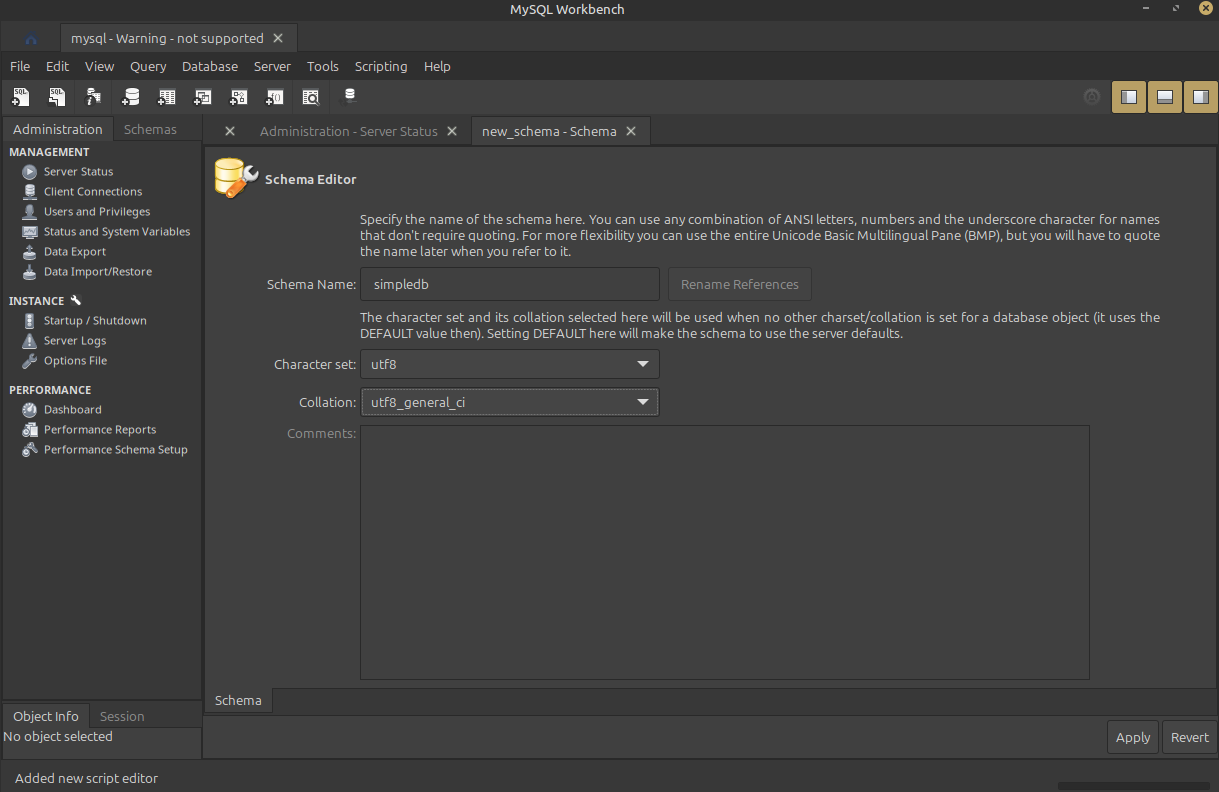 MySQL Workbench
mysql - Warning - not supported
File Edit View Query Database Server Tools Scripting Help
SQL SQL
Administration Schemas
Administration - Server Status
new_schema - Schema
MANAGEMENT
Server Status
Client Connections
Users and Privileges
Status and System Variables
Data Export
Data Import/Restore
INSTANCE
Startup / Shutdown
Server Logs
Options File
PERFORMANCE
Dashboard
Performance Reports
Performance Schema Setup
Schema Editor
Specify the name of the schema here. You can use any combination of ANSI letters, numbers and the underscore character for names
that don't require quoting. For more flexibility you can use the entire Unicode Basic Multilingual Pane (BMP), but you will have to quote
the name later when you refer to it.
Schema Name: simpledb Rename References
The character set and its collation selected here will be used when no other charset/collation is set for a database object (it uses the
DEFAULT value then). Setting DEFAULT here will make the schema to use the server defaults.
Character set: utf8
Collation: utf8_general_ci
Comments:
Schema
Object Info Session
No object selected
Apply Revert
Added new script editor